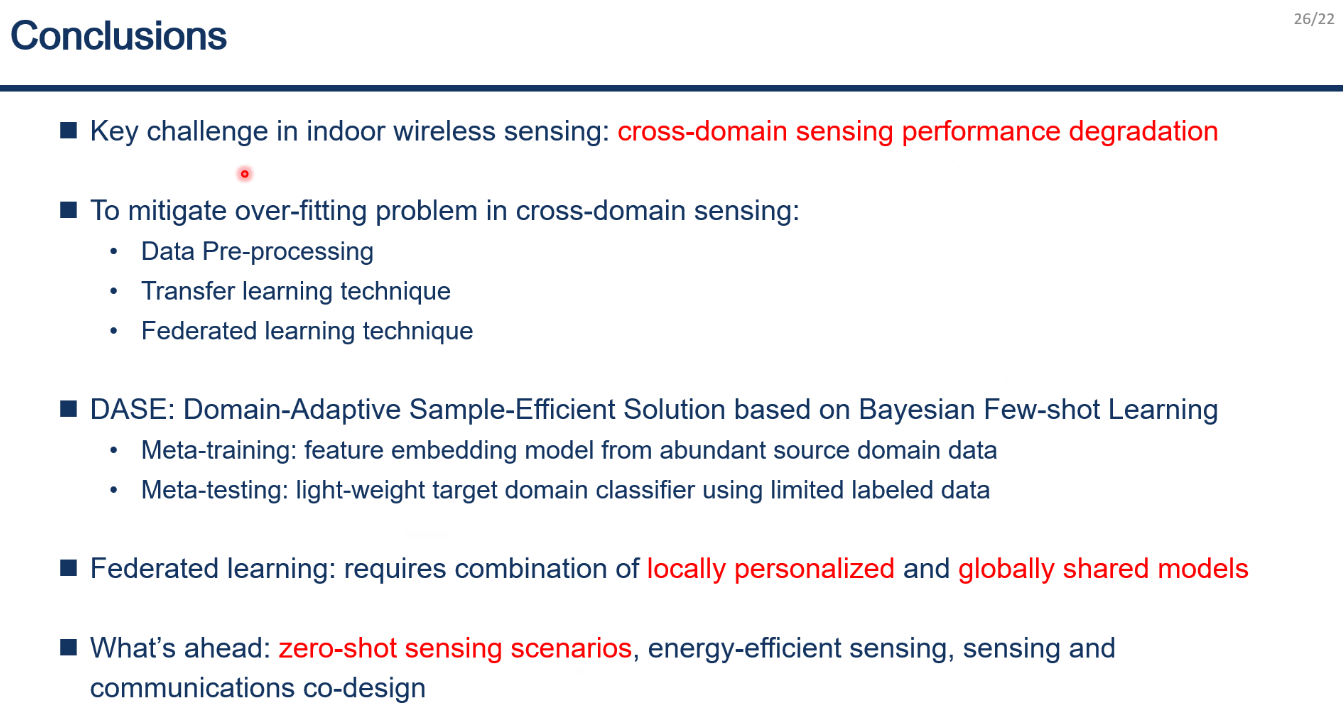 Conclusions
26/22
Key challenge in indoor wireless sensing: cross-domain sensing performance degradation
To mitigate over-fitting problem in cross-domain sensing:
• Data Pre-processing
• Transfer learning technique
• Federated learning technique
DASE: Domain-Adaptive Sample-Efficient Solution based on Bayesian Few-shot Learning
• Meta-training: feature embedding model from abundant source domain data
• Meta-testing: light-weight target domain classifier using limited labeled data
Federated learning: requires combination of locally personalized and globally shared models
What’s ahead: zero-shot sensing scenarios, energy-efficient sensing, sensing and
communications co-design